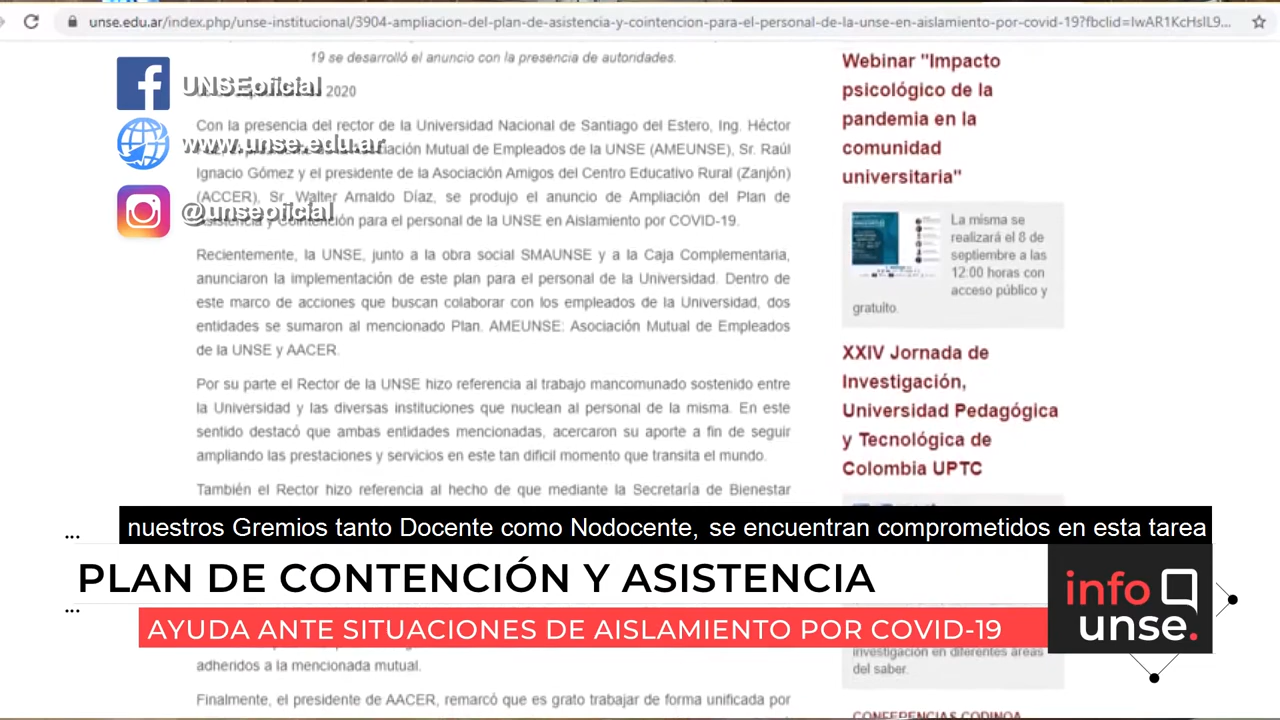 unse.edu.ar/index.php/unse-institucional/3904-ampliacion-del-plan-de-asistencia-y-cointencion-para-el-personal-de-la-unse-en-aislamiento-por-covid-19?fbclid=IwAR1KcHsIL9...
19 se desarrolló el anuncio con la presencia de autoridades.
UNSEoficial
2020
Con la presencia del rector de la Universidad Nacional de Santiago del Estero, Ing. Héctor
www.unse.edu.ar
Mutual de Empleados de la UNSE (AMEUNSE), Sr. Raúl
Ignacio Gómez y el presidente de la Asociación Amigos del Centro Educativo Rural (Zanjón)
(ACCER), Sr. Walter Arnaldo Díaz, se produjo el anuncio de Ampliación del Plan de
@unseoficial
y Cointención para el personal de la UNSE en Aislamiento por COVID-19.
Recientemente, la UNSE, junto a la obra social SMAUNSE y a la Caja Complementaria,
anunciaron la implementación de este plan para el personal de la Universidad. Dentro de
este marco de acciones que buscan colaborar con los empleados de la Universidad, dos
entidades se sumaron al mencionado Plan. AMEUNSE: Asociación Mutual de Empleados
de la UNSE y AACER.
Por su parte el Rector de la UNSE hizo referencia al trabajo mancomunado sostenido entre
la Universidad y las diversas instituciones que nuclean al personal de la misma. En este
sentido destacó que ambas entidades mencionadas, acercaron su aporte a fin de seguir
ampliando las prestaciones y servicios en este tan difícil momento que transita el mundo.
También el Rector hizo referencia al hecho de que mediante la Secretaría de Bienestar
Webinar "Impacto
psicológico de la
pandemia en la
comunidad
universitaria"
La misma se
realizará el 8 de
septiembre a las
12:00 horas con
acceso público y
gratuito.
XXIV Jornada de
Investigación,
Universidad Pedagógica
y Tecnológica de
Colombia UPTC
nuestros Gremios tanto Docente como Nodocente, se encuentran comprometidos en esta tarea
...
PLAN DE CONTENCIÓN Y ASISTENCIA
...
AYUDA ANTE SITUACIONES DE AISLAMIENTO POR COVID-19
info
unse.
investigación en diferentes áreas
del saber.
adheridos a la mencionada mutual.
Finalmente, el presidente de AACER, remarcó que es grato trabajar de forma unificada por
CONFERENCIAS CODINOA